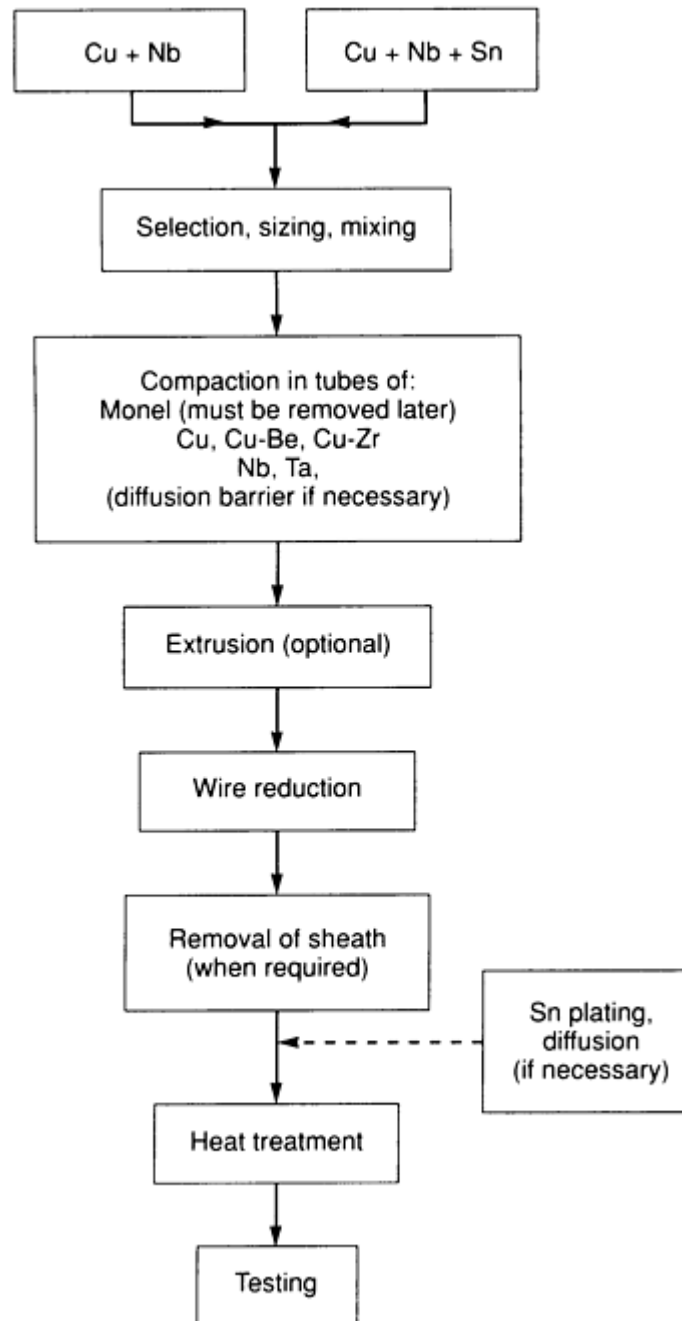 Cu + Nb
Cu + Nb + Sn
Selection, sizing, mixing
Compaction in tubes of:
Monel (must be removed later)
Cu, Cu-Be, Cu-Zr
Nb, Ta,
(diffusion barrier if necessary)
Extrusion (optional)
Wire reduction
Removal of sheath
(when required)
Sn plating,
diffusion
(if necessary)
Heat treatment
Testing